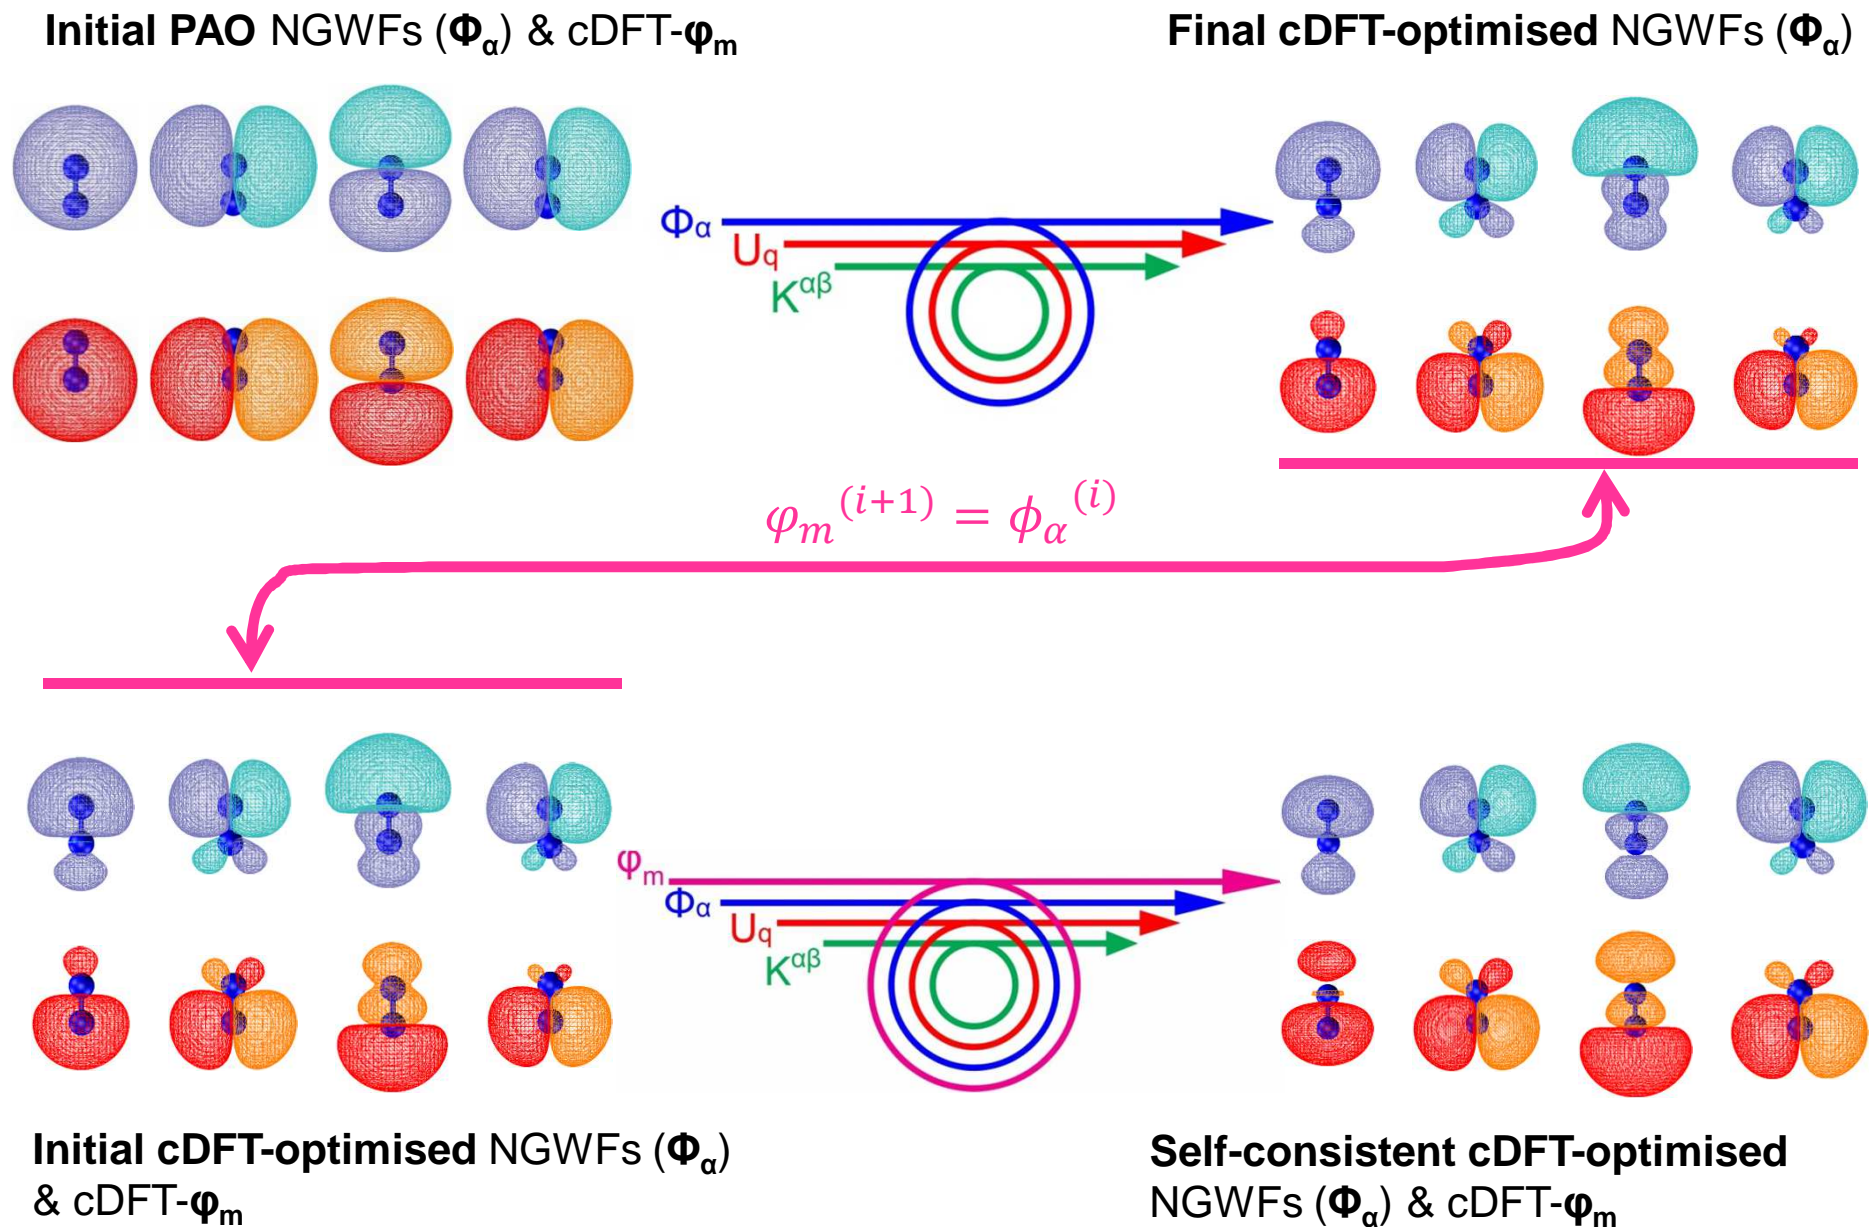 Initial PAO NGWFs (Φα) & cDFT-φm
Final cDFT-optimised NGWFs (Φα)
Φα
Uq
Kαβ
φm(i+1) = ϕα(i)
φm
Φα
Uq
Kαβ
Initial cDFT-optimised NGWFs (Φα)
& cDFT-φm
Self-consistent cDFT-optimised
NGWFs (Φα) & cDFT-φm